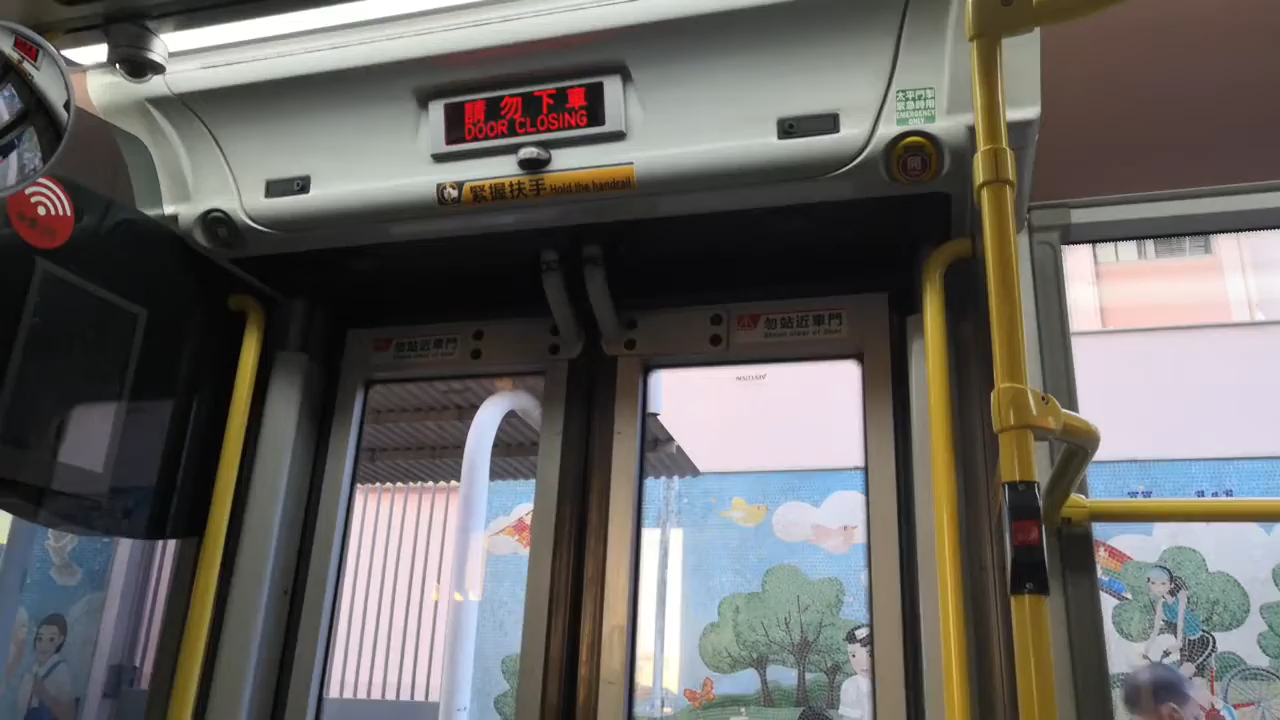 請勿下車
DOOR CLOSING
緊握扶手 Hold the handrail
太平門掣
緊急時用
EMERGENCY
ONLY
開
勿站近車門
勿站近車門